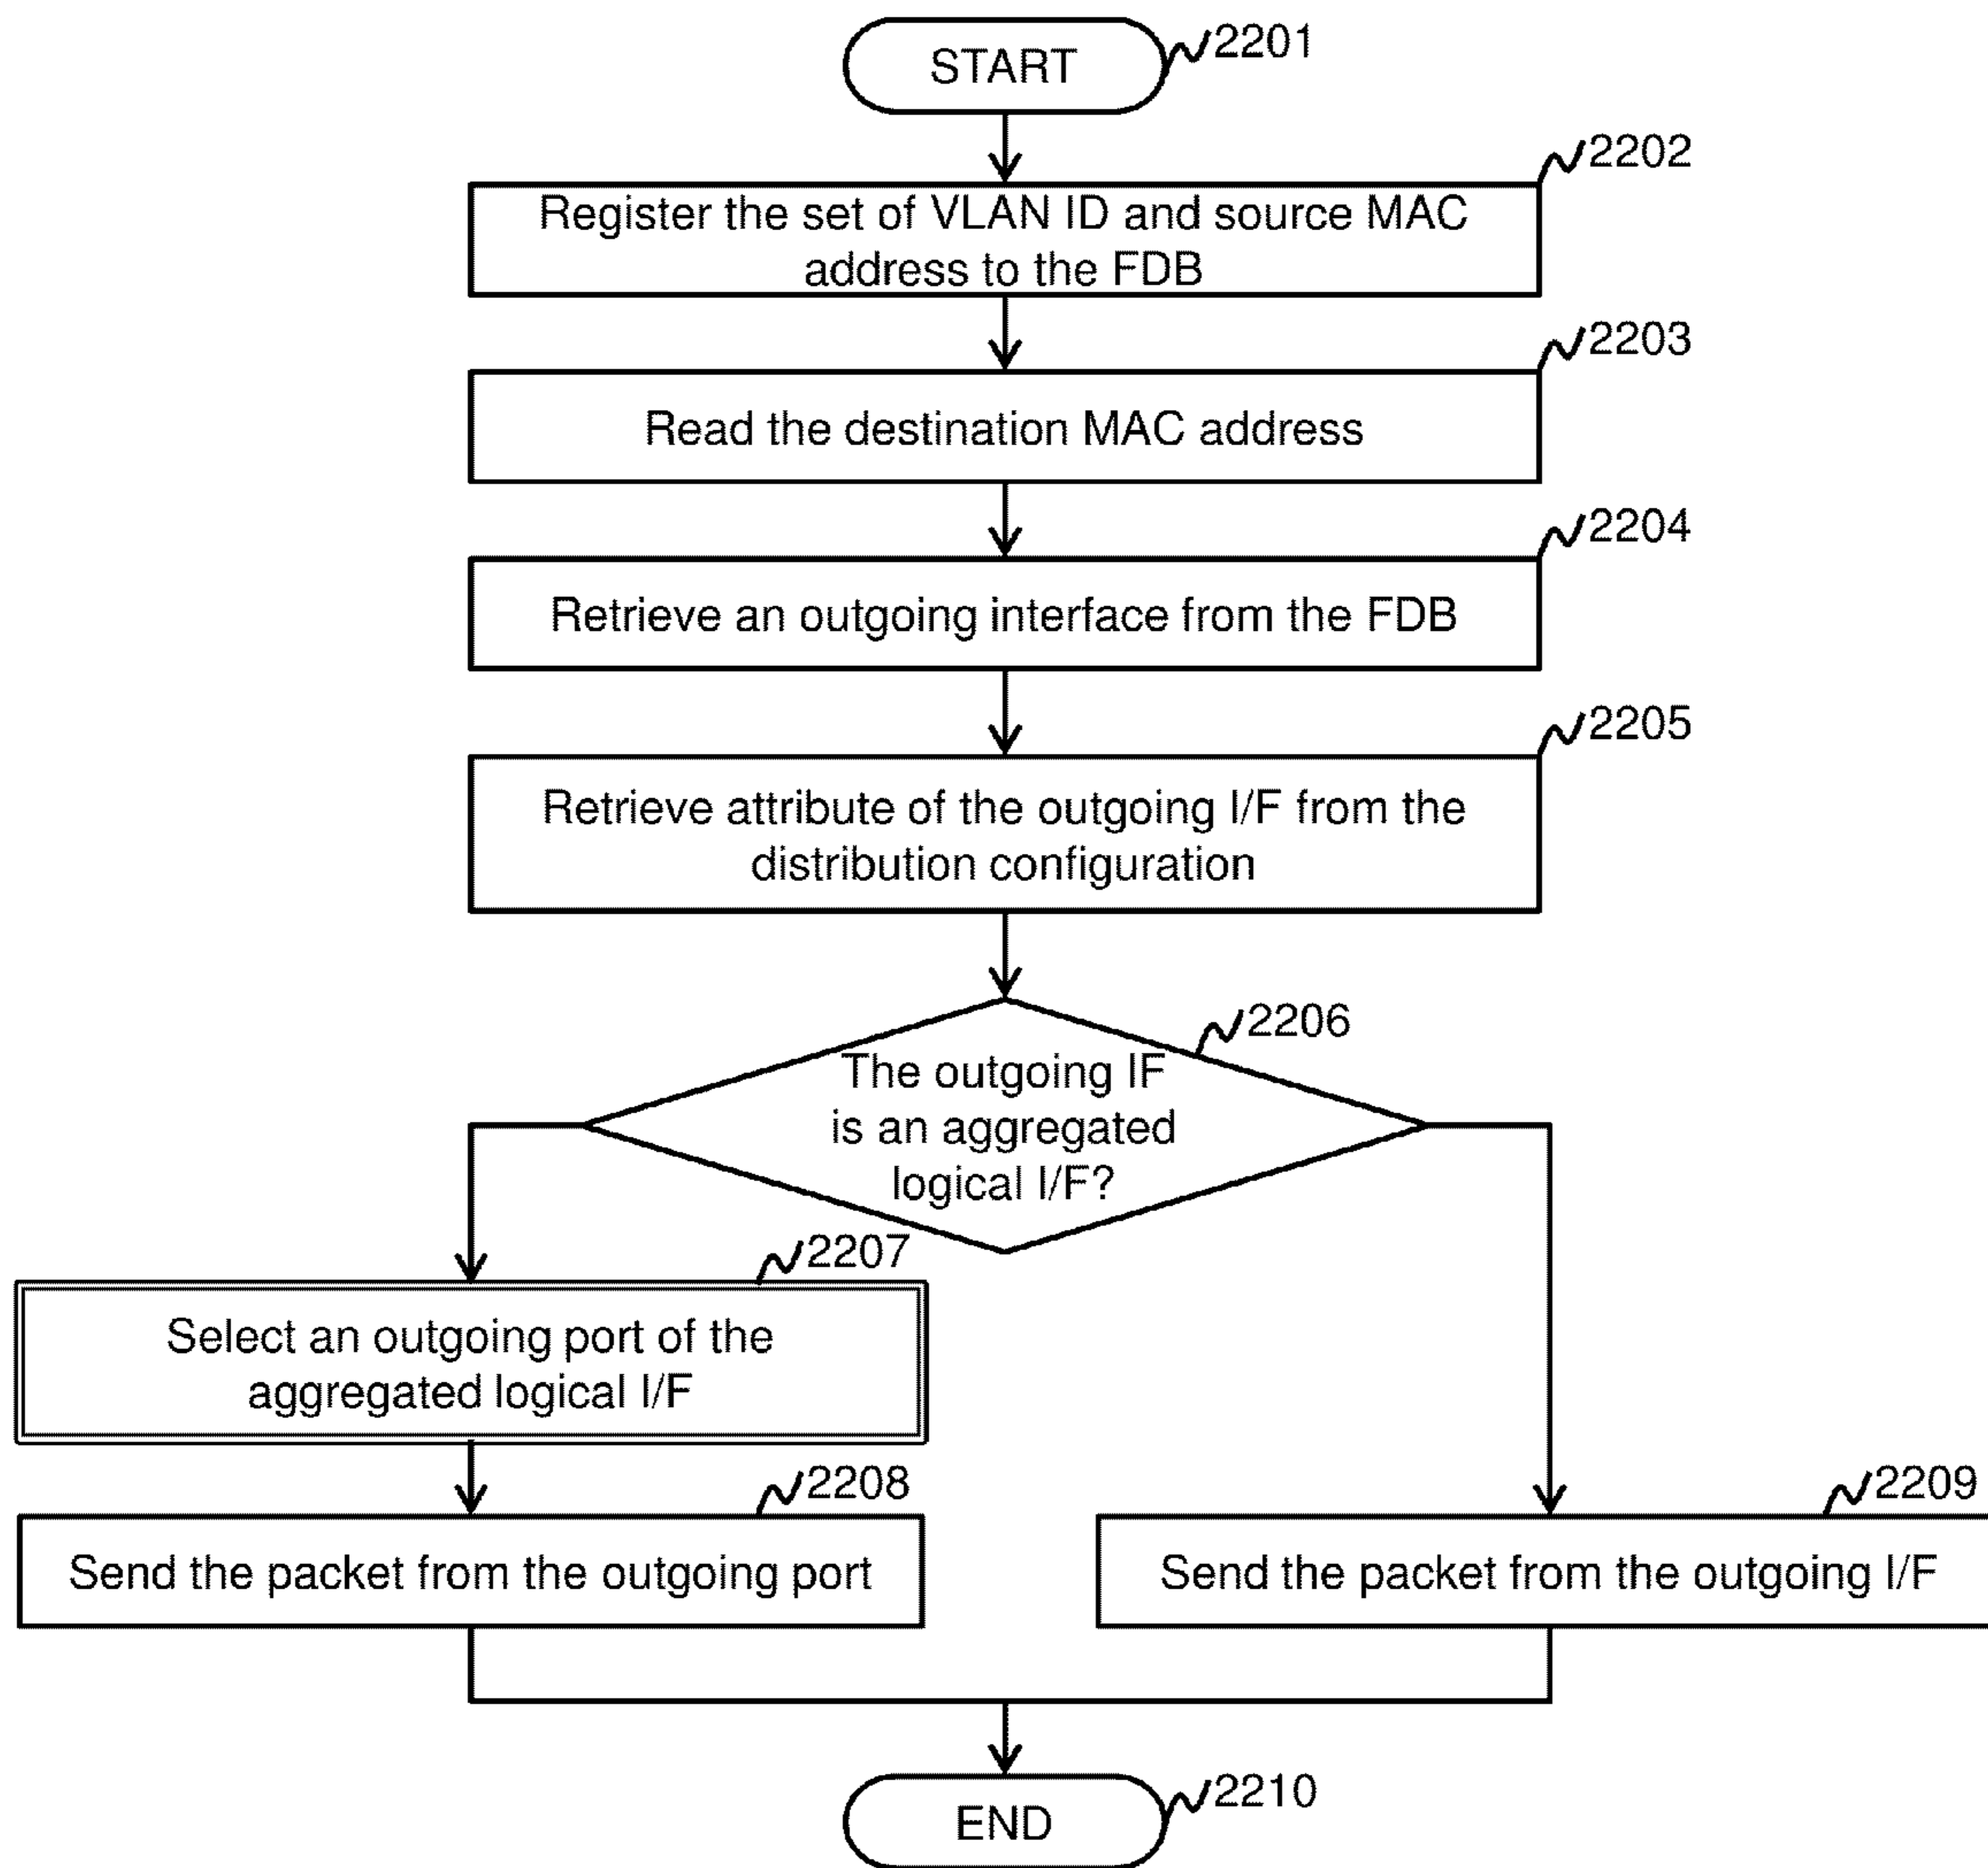 START
2201
2202
Register the set of VLAN ID and source MAC
address to the FDB
2203
Read the destination MAC address
2204
Retrieve an outgoing interface from the FDB
2205
Retrieve attribute of the outgoing I/F from the
distribution configuration
2206
The outgoing IF
is an aggregated
logical I/F?
2207
Select an outgoing port of the
aggregated logical I/F
2208
Send the packet from the outgoing port
2209
Send the packet from the outgoing I/F
END
2210